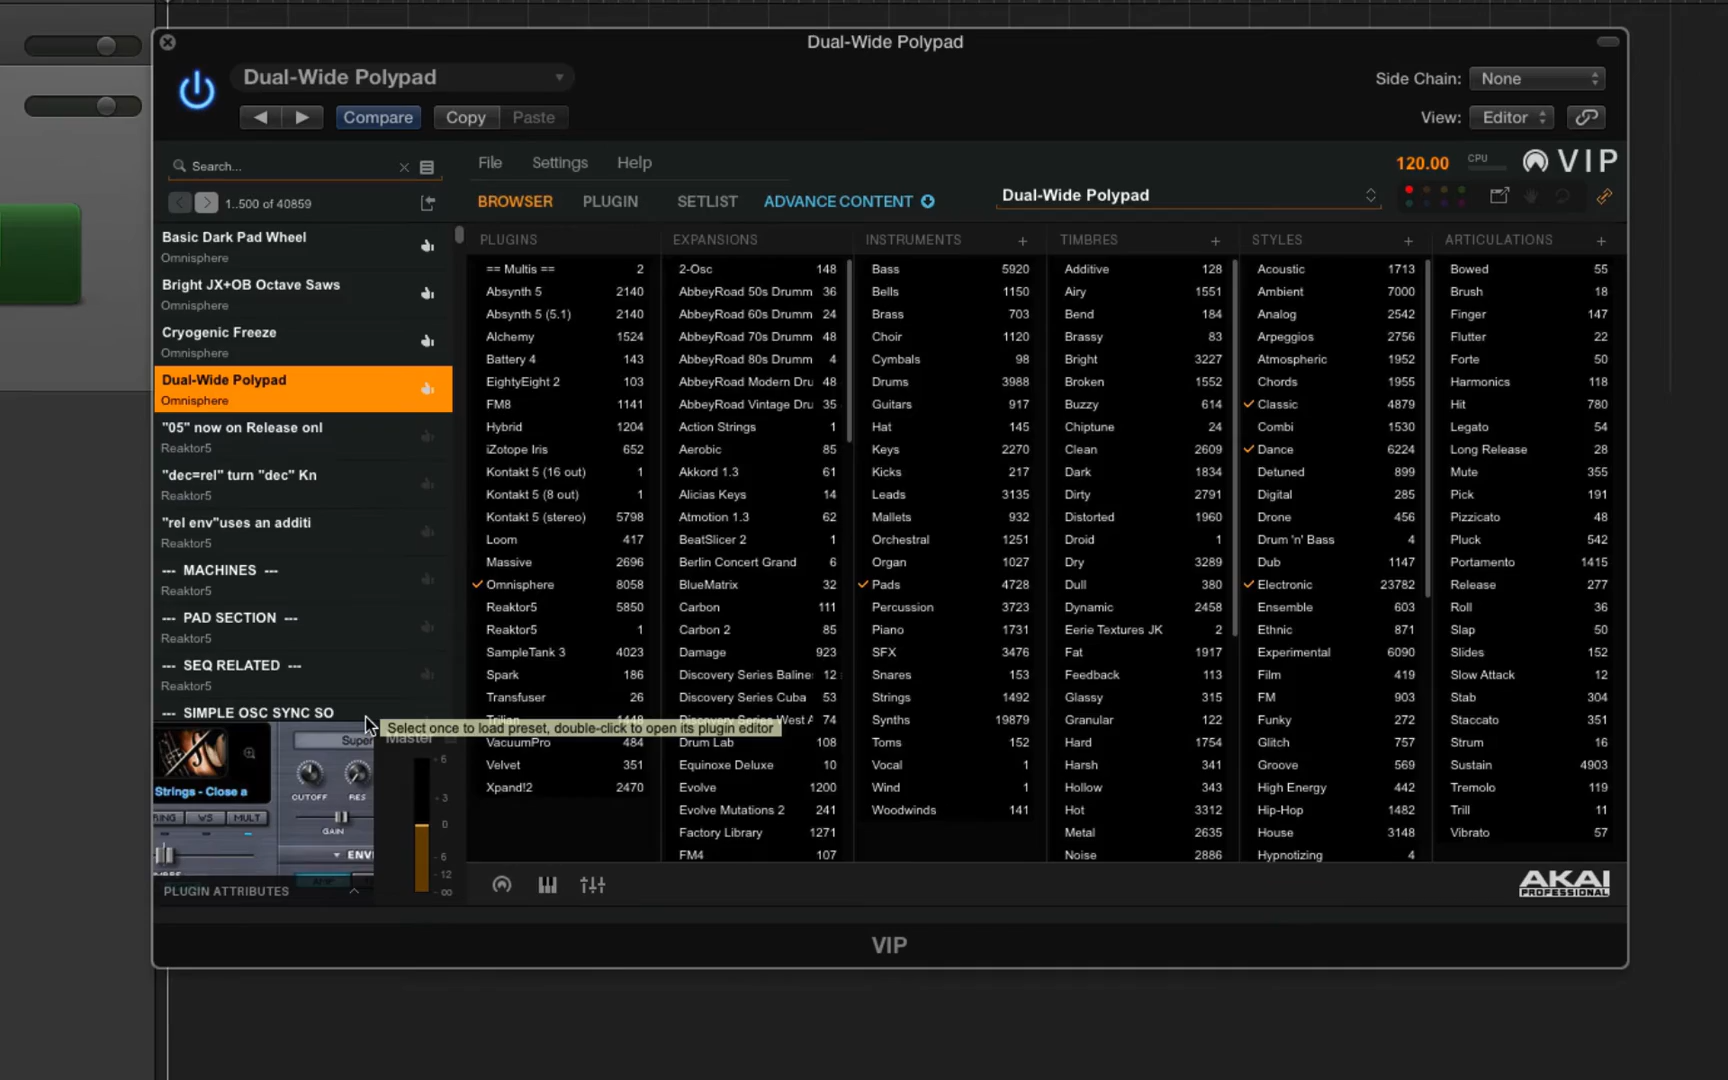 Dual-Wide Polypad
Dual-Wide Polypad
Side Chain: None
Compare Copy Paste
View: Editor
Search...
File Settings Help
120.00 CPU VIP
1..500 of 40859
BROWSER PLUGIN SETLIST ADVANCE CONTENT
Dual-Wide Polypad
Basic Dark Pad Wheel
Omnisphere
Bright JX+OB Octave Saws
Omnisphere
Cryogenic Freeze
Omnisphere
Dual-Wide Polypad
Omnisphere
"05" now on Release onl
Reaktor5
"dec=rel" turn "dec" Kn
Reaktor5
"rel env"uses an additi
Reaktor5
--- MACHINES ---
Reaktor5
--- PAD SECTION ---
Reaktor5
--- SEQ RELATED ---
Reaktor5
--- SIMPLE OSC SYNC SO
PLUGINS
== Multis == 2
Absynth 5 2140
Absynth 5 (5.1) 2140
Alchemy 1524
Battery 4 143
EightyEight 2 103
FM8 1141
Hybrid 1204
iZotope Iris 652
Kontakt 5 (16 out) 1
Kontakt 5 (8 out) 1
Kontakt 5 (stereo) 5798
Loom 417
Massive 2696
Omnisphere 8058
Reaktor5 5850
Reaktor5 1
SampleTank 3 4023
Spark 186
Transfuser 26
Trilian 1448
VacuumPro 484
Velvet 351
Xpand!2 2470
EXPANSIONS
2-Osc 148
AbbeyRoad 50s Drumm 36
AbbeyRoad 60s Drumm 24
AbbeyRoad 70s Drumm 48
AbbeyRoad 80s Drumm 4
AbbeyRoad Modern Dru 48
AbbeyRoad Vintage Dru 35
Action Strings 1
Aerobic 85
Akkord 1.3 61
Alicias Keys 14
Atmotion 1.3 62
BeatSlicer 2 1
Berlin Concert Grand 6
BlueMatrix 32
Carbon 111
Carbon 2 85
Damage 923
Discovery Series Baline 12
Discovery Series Cuba 53
Discovery Series West A 74
Drum Lab 108
Equinoxe Deluxe 10
Evolve 1200
Evolve Mutations 2 241
Factory Library 1271
FM4 107
INSTRUMENTS +
Bass 5920
Bells 1150
Brass 703
Choir 1120
Cymbals 98
Drums 3988
Guitars 917
Hat 145
Keys 2270
Kicks 217
Leads 3135
Mallets 932
Orchestral 1251
Organ 1027
Pads 4728
Percussion 3723
Piano 1731
SFX 3476
Snares 153
Strings 1492
Synths 19879
Toms 152
Vocal 1
Wind 1
Woodwinds 141
TIMBRES +
Additive 128
Airy 1551
Bend 184
Brassy 83
Bright 3227
Broken 1552
Buzzy 614
Chiptune 24
Clean 2609
Dark 1834
Dirty 2791
Distorted 1960
Droid 1
Dry 3289
Dull 380
Dynamic 2458
Eerie Textures JK 2
Fat 1917
Feedback 113
Glassy 315
Granular 122
Hard 1754
Harsh 341
Hollow 343
Hot 3312
Metal 2635
Noise 2886
STYLES +
Acoustic 1713
Ambient 7000
Analog 2542
Arpeggios 2756
Atmospheric 1952
Chords 1955
Classic 4879
Combi 1530
Dance 6224
Detuned 899
Digital 285
Drone 456
Drum 'n' Bass 4
Dub 1147
Electronic 23782
Ensemble 603
Ethnic 871
Experimental 6090
Film 419
FM 903
Funky 272
Glitch 757
Groove 569
High Energy 442
Hip-Hop 1482
House 3148
Hypnotizing 4
ARTICULATIONS +
Bowed 55
Brush 18
Finger 147
Flutter 22
Forte 50
Harmonics 118
Hit 780
Legato 54
Long Release 28
Mute 355
Pick 191
Pizzicato 48
Pluck 542
Portamento 1415
Release 277
Roll 36
Slap 50
Slides 152
Slow Attack 12
Stab 304
Staccato 351
Strum 16
Sustain 4903
Tremolo 119
Trill 11
Vibrato 57
Select once to load preset, double-click to open its plugin editor
Master
Strings - Close a
CUTOFF RES
RING WS MULT
GAIN
ENV
6
3
0
6
12
∞
PLUGIN ATTRIBUTES
AKAI
PROFESSIONAL
VIP